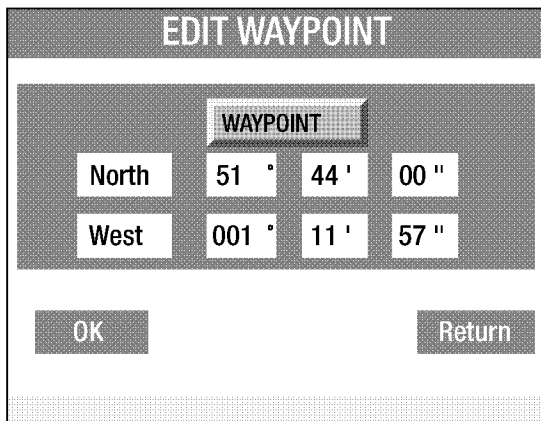 EDIT WAYPOINT
WAYPOINT
North 51 ° 44 ' 00 "
West 001 ° 11 ' 57 "
OK Return